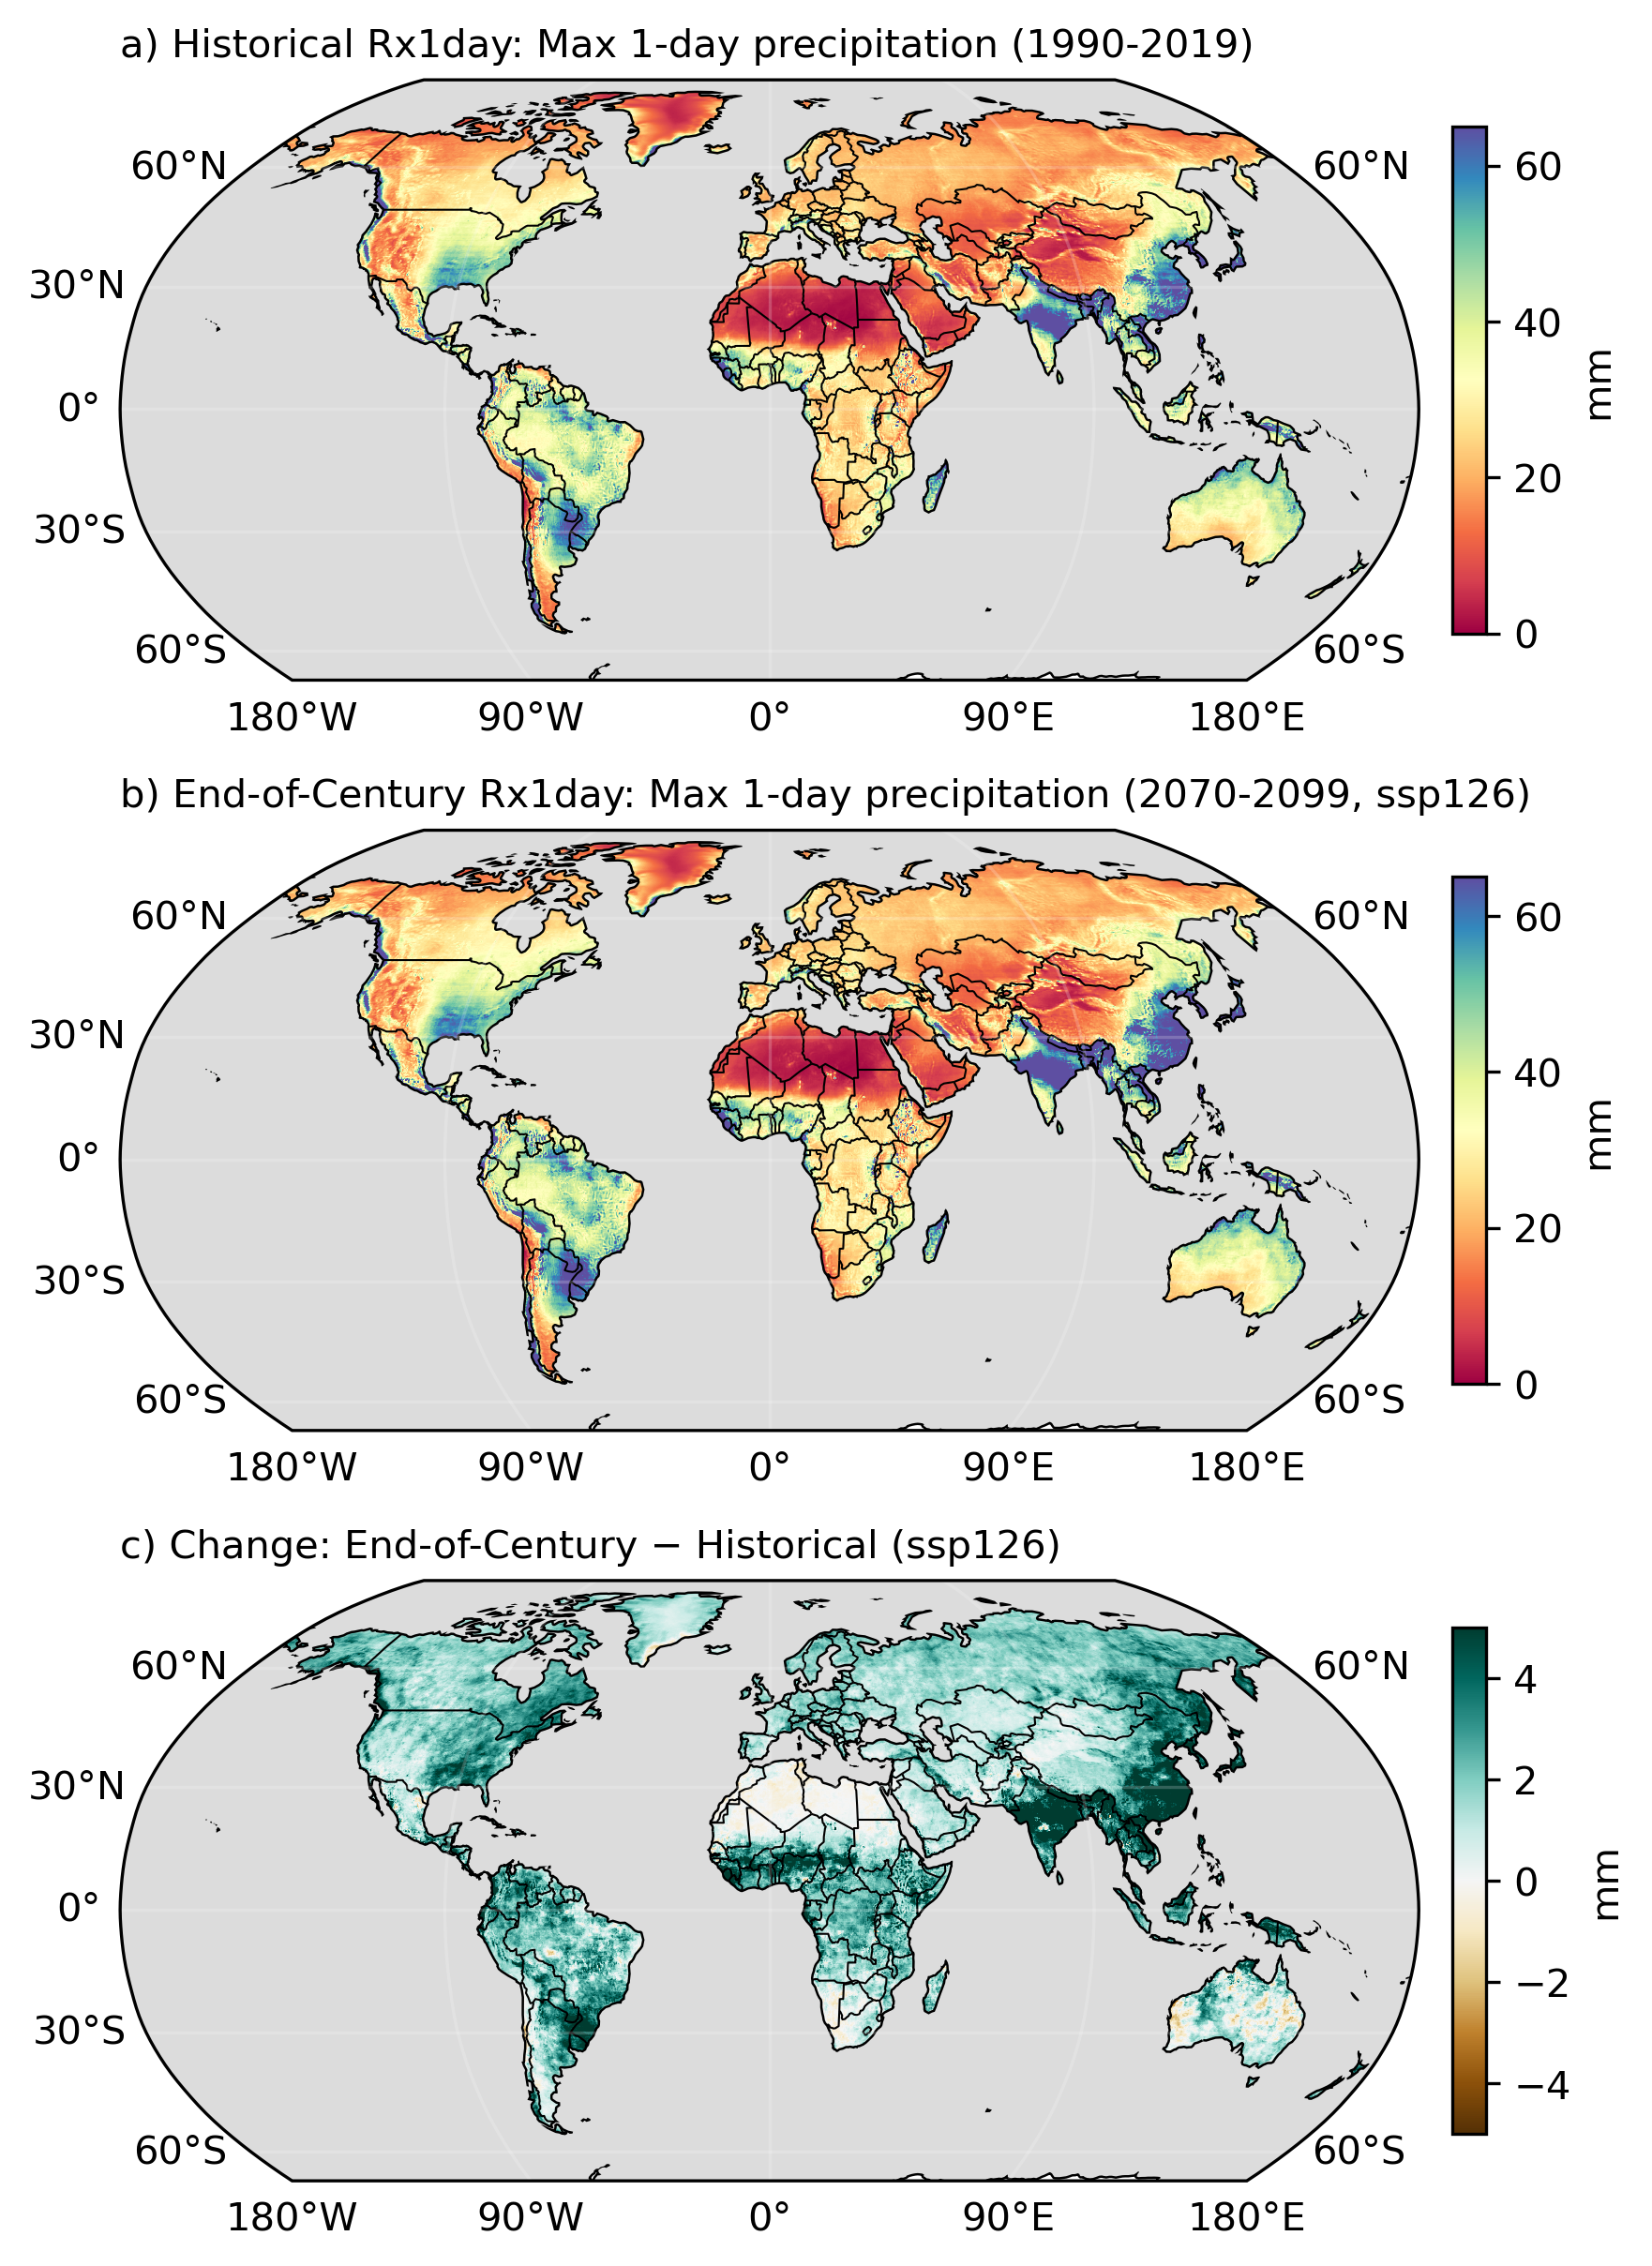 a) Historical Rx1day: Max 1-day precipitation (1990-2019)
60°N 60°N
30°N
0°
30°S
60°S 60°S
180°W 90°W 0° 90°E 180°E
60
40
20
0
mm
b) End-of-Century Rx1day: Max 1-day precipitation (2070-2099, ssp126)
60°N 60°N
30°N
0°
30°S
60°S 60°S
180°W 90°W 0° 90°E 180°E
60
40
20
0
mm
c) Change: End-of-Century − Historical (ssp126)
60°N 60°N
30°N
0°
30°S
60°S 60°S
180°W 90°W 0° 90°E 180°E
4
2
0
−2
−4
mm